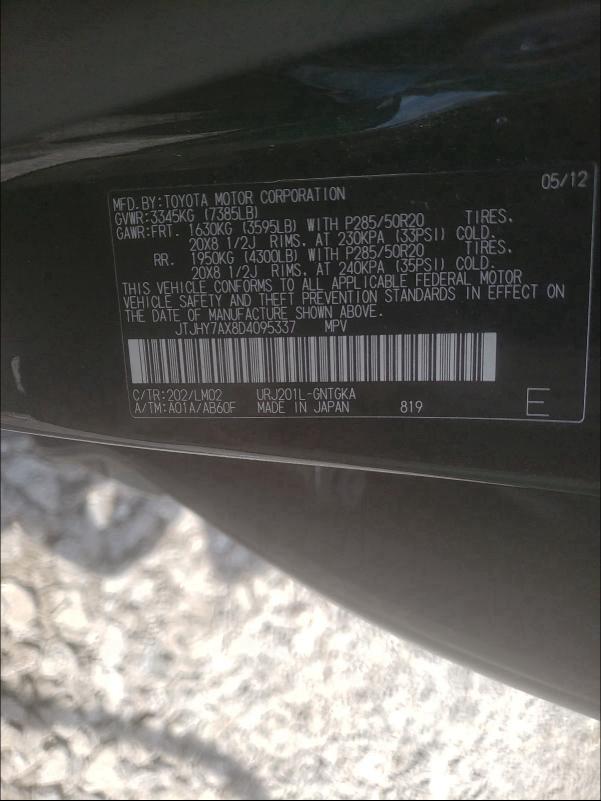 05/12
MFD.BY:TOYOTA MOTOR CORPORATION
GVWR:3345KG (7385LB)
GAWR:FRT. 1630KG (3595LB) WITH P285/50R20 TIRES,
20X8 1/2J RIMS, AT 230KPA (33PSI) COLD.
RR. 1950KG (4300LB) WITH P285/50R20 TIRES,
20X8 1/2J RIMS, AT 240KPA (35PSI) COLD.
THIS VEHICLE CONFORMS TO ALL APPLICABLE FEDERAL MOTOR
VEHICLE SAFETY AND THEFT PREVENTION STANDARDS IN EFFECT ON
THE DATE OF MANUFACTURE SHOWN ABOVE.
JTJHY7AX8D4095337 MPV
C/TR:202/LM02 URJ201L-GNTGKA
A/TM:A01A/AB60F MADE IN JAPAN 819 E